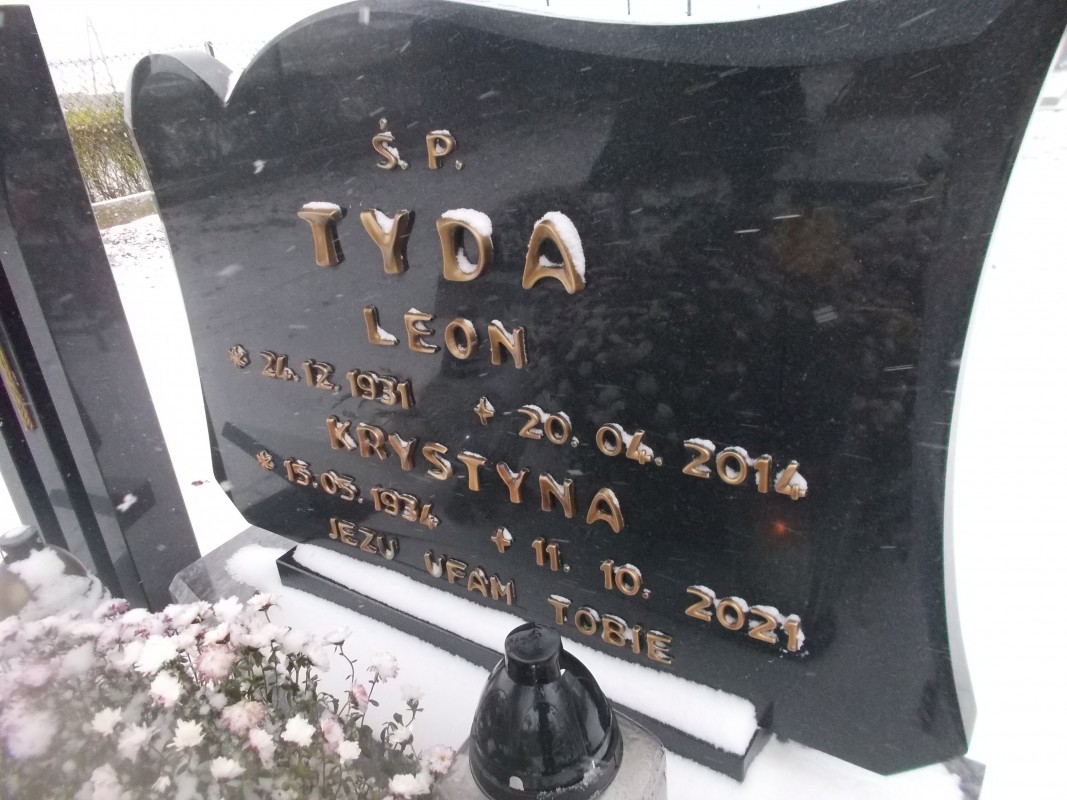 Ś. P.
TYDA
LEON
* 24. 12. 1931 + 20. 04. 2014
KRYSTYNA
* 15. 05. 1934 + 11. 10. 2021
JEZU UFAM TOBIE